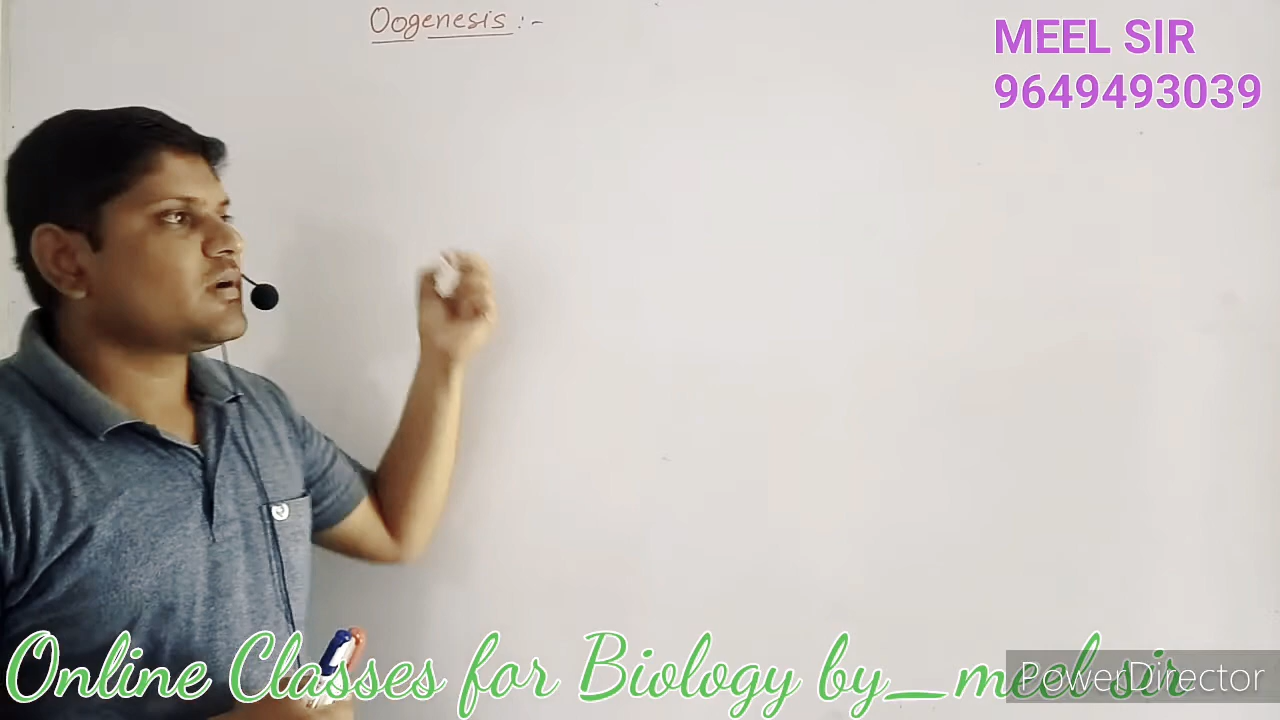 Oogenesis :-
MEEL SIR
9649493039
Online Classes for Biology by_meel sir
PowerDirector